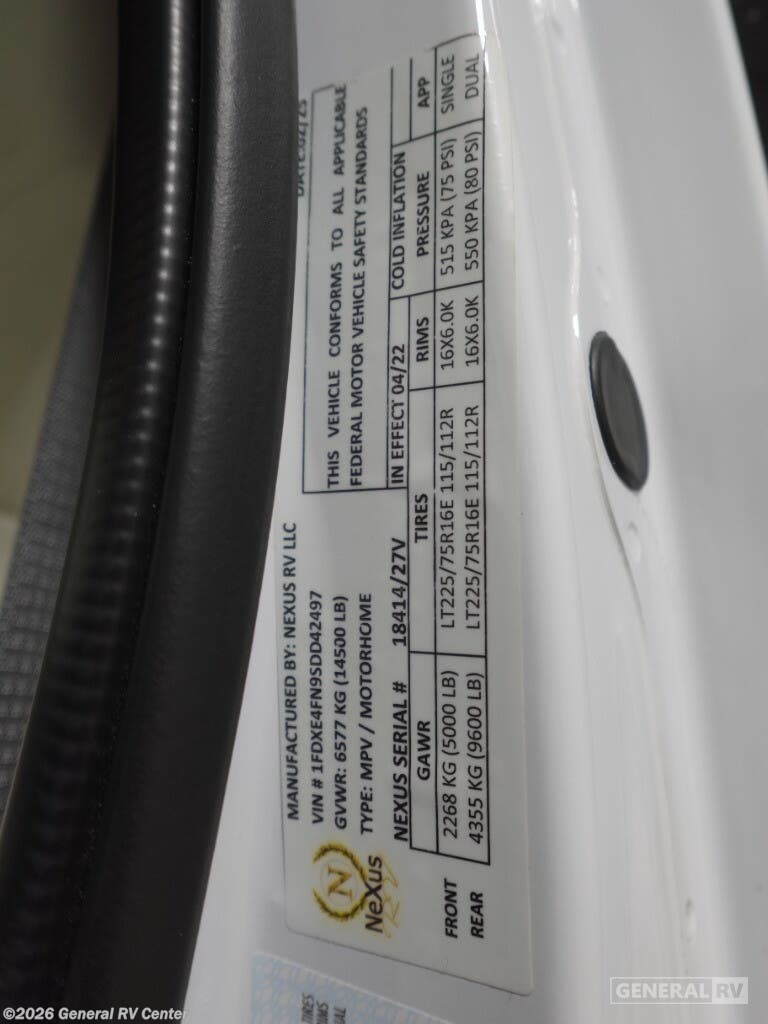 MANUFACTURED BY: NEXUS RV LLC
VIN # 1FDXE4FN9SDD42497
GVWR: 6577 KG (14500 LB)
TYPE: MPV / MOTORHOME
NEXUS SERIAL # 18414/27V
DATE:02/25
THIS VEHICLE CONFORMS TO ALL APPLICABLE
FEDERAL MOTOR VEHICLE SAFETY STANDARDS
IN EFFECT 04/22
GAWR TIRES RIMS COLD INFLATION PRESSURE APP
FRONT 2268 KG (5000 LB) LT225/75R16E 115/112R 16X6.0K 515 KPA (75 PSI) SINGLE
REAR 4355 KG (9600 LB) LT225/75R16E 115/112R 16X6.0K 550 KPA (80 PSI) DUAL
N
NeXus
RV
©2026 General RV Center
GENERAL RV